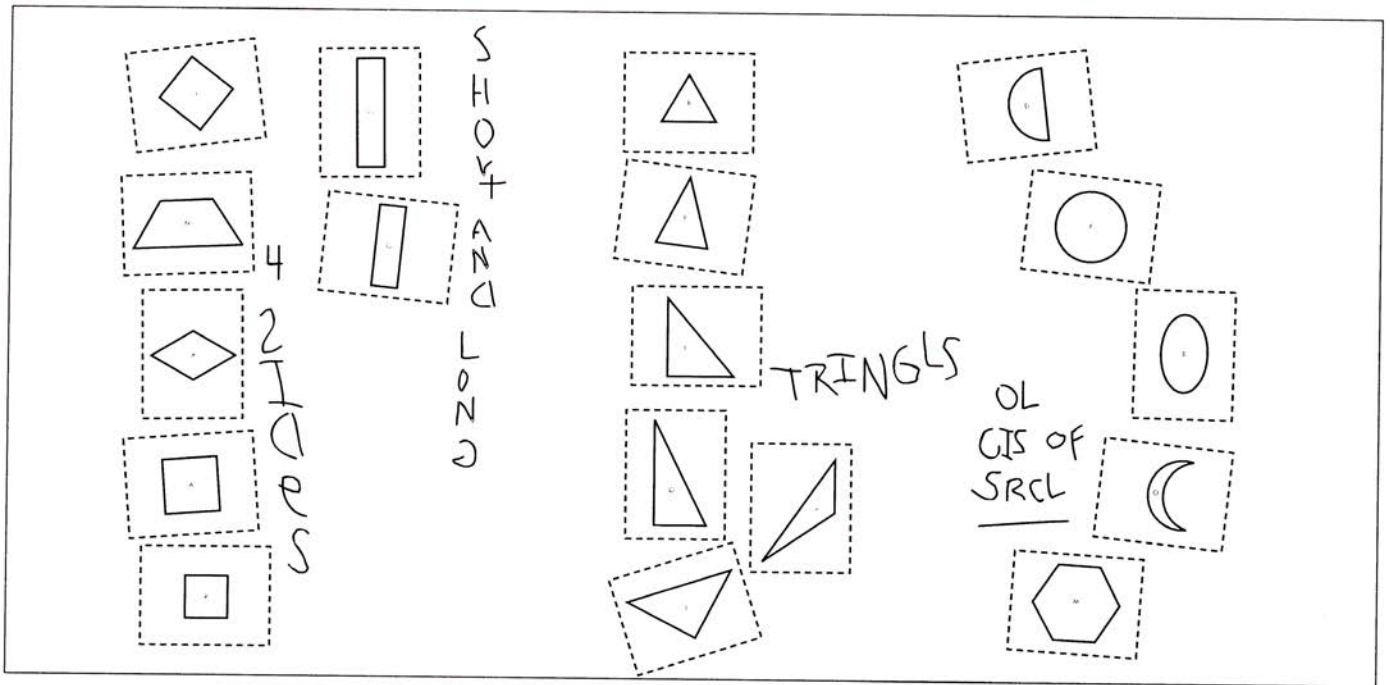 4 SIDeS
SHOrt AND LONG
TRINGLS
OL
CIS OF
SRCL